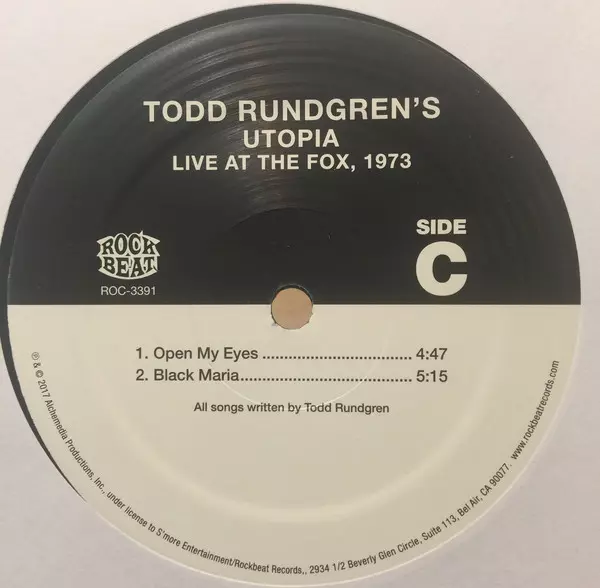 TODD RUNDGREN'S
UTOPIA
LIVE AT THE FOX, 1973
SIDE
C
ROCK
BEAT
ROC-3391
1. Open My Eyes ........................................ 4:47
2. Black Maria............................................. 5:15
All songs written by Todd Rundgren
℗ & © 2017 Alchemedia Productions, Inc., under license to S'more Entertainment/Rockbeat Records,, 2934 1/2 Beverly Glen Circle, Suite 113, Bel Air, CA 90077. www.rockbeatrecords.com/